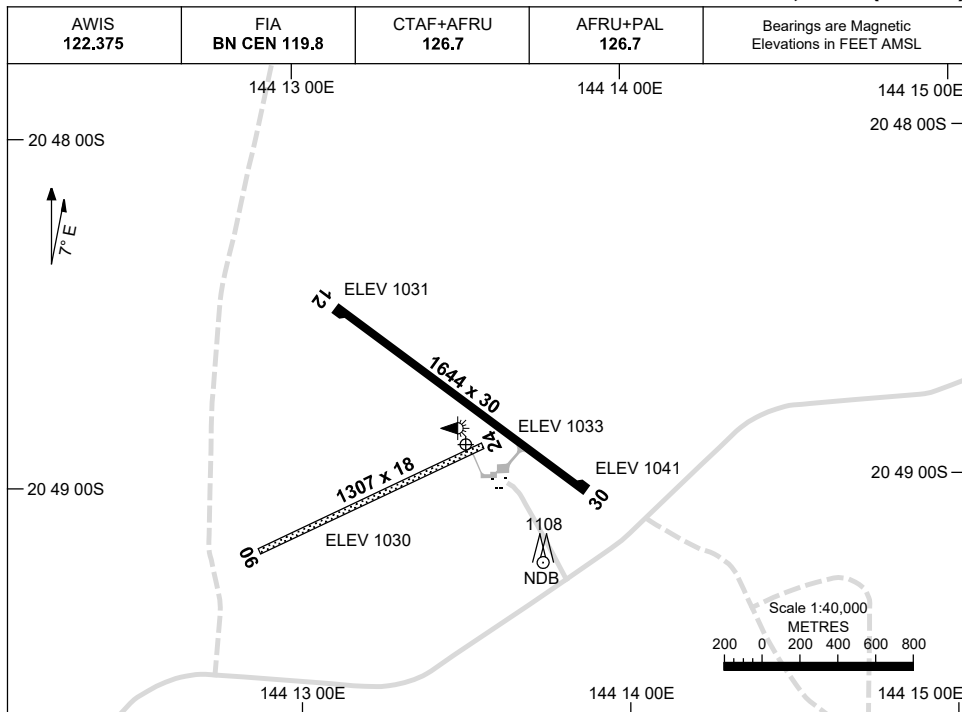 AWIS
122.375
FIA
BN CEN 119.8
CTAF+AFRU
126.7
AFRU+PAL
126.7
Bearings are Magnetic
Elevations in FEET AMSL
144 13 00E
144 14 00E
144 15 00E
20 48 00S
20 48 00S
7° E
12
ELEV 1031
1644 x 30
ELEV 1033
24
ELEV 1041
30
1307 x 18
20 49 00S
20 49 00S
ELEV 1030
06
1108
NDB
Scale 1:40,000
METRES
200 0 200 400 600 800
144 13 00E
144 14 00E
144 15 00E